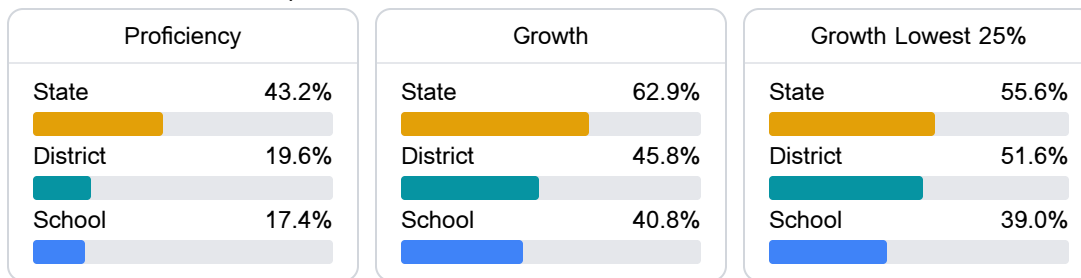 Proficiency
State 43.2%
District 19.6%
School 17.4%
Growth
State 62.9%
District 45.8%
School 40.8%
Growth Lowest 25%
State 55.6%
District 51.6%
School 39.0%